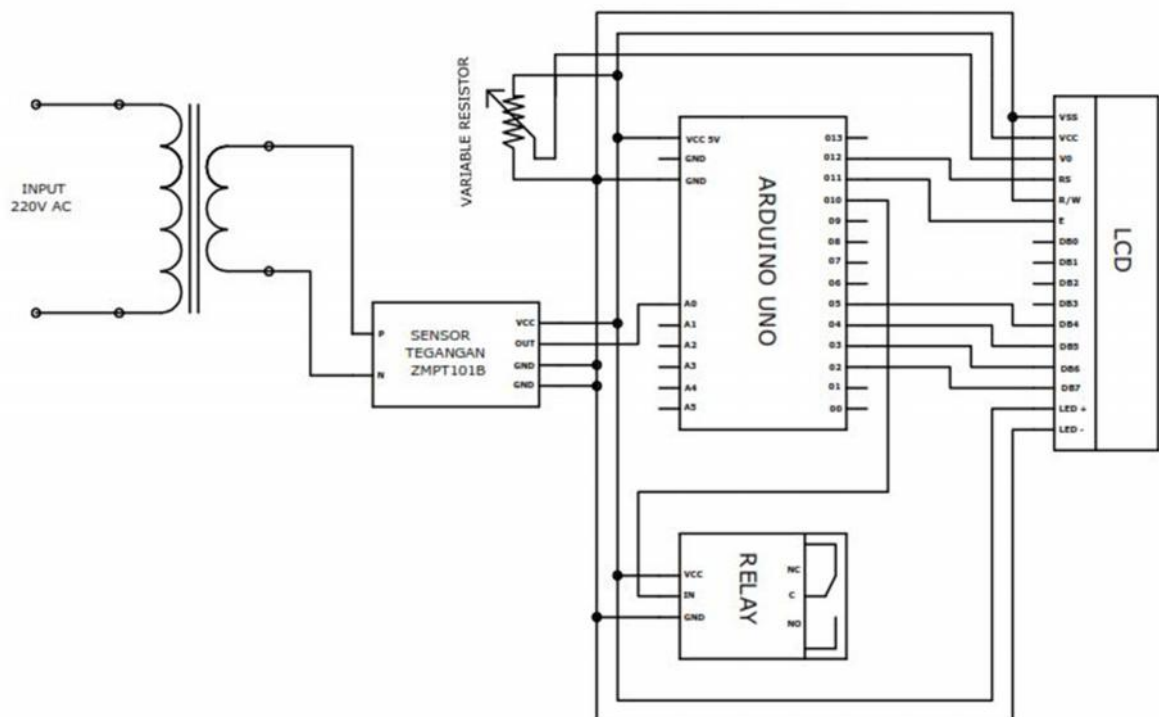 INPUT
220V AC
VARIABLE RESISTOR
SENSOR
TEGANGAN
ZMPT101B
P
N
VCC
OUT
GND
GND
ARDUINO UNO
VCC 5V
GND
GND
A0
A1
A2
A3
A4
A5
013
012
011
010
09
08
07
06
05
04
03
02
01
00
LCD
VSS
VCC
V0
RS
R/W
E
DB0
DB1
DB2
DB3
DB4
DB5
DB6
DB7
LED +
LED -
RELAY
VCC
IN
GND
NC
C
NO